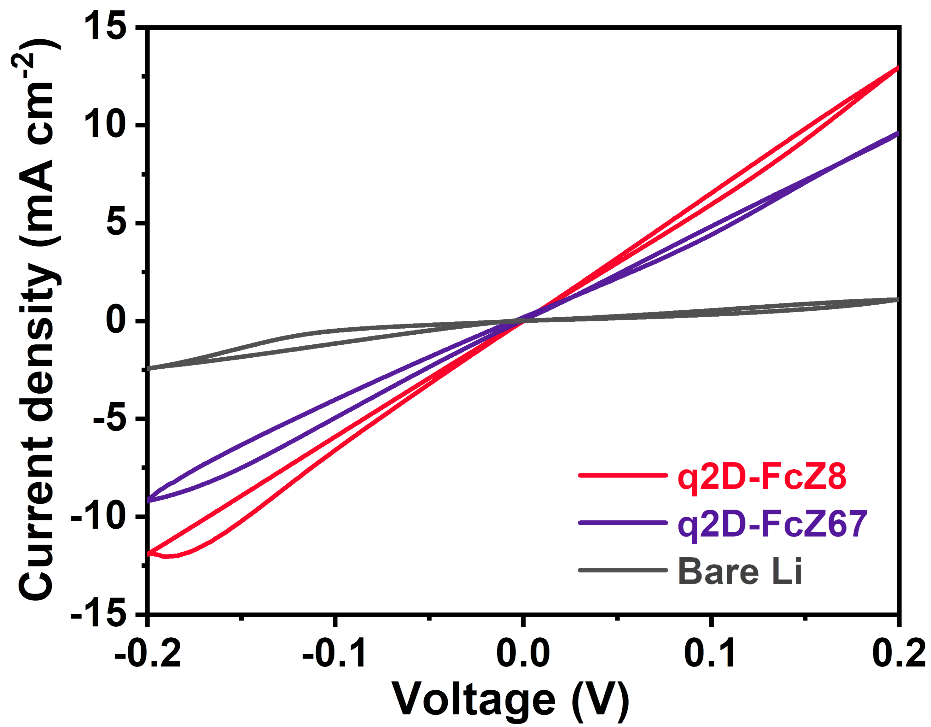 Current density (mA cm-2)
15
10
5
0
-5
-10
-15
q2D-FcZ8
q2D-FcZ67
Bare Li
-0.2
-0.1
0.0
0.1
0.2
Voltage (V)